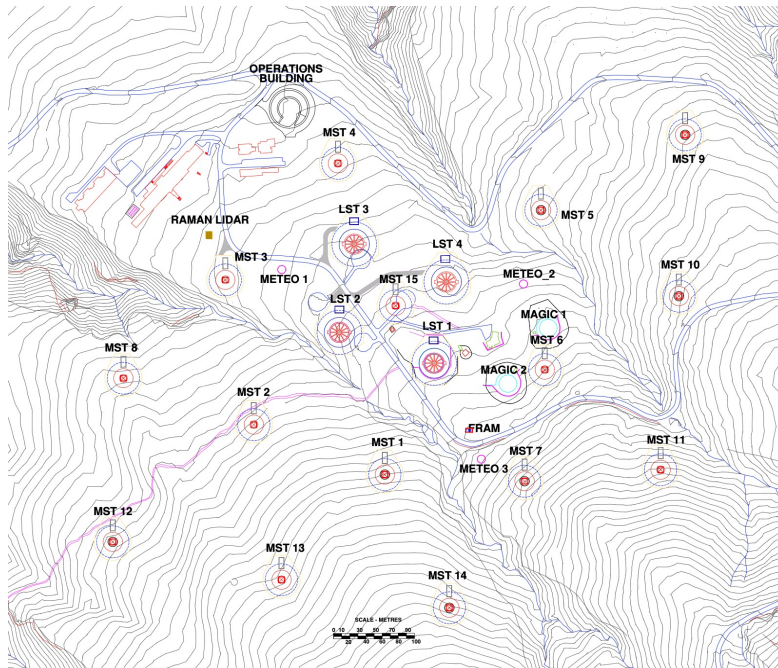 OPERATIONS
BUILDING
MST 4
MST 9
RAMAN LIDAR
LST 3
MST 5
LST 4
MST 3
METEO 1
MST 15
METEO 2
MST 10
LST 2
MAGIC 1
LST 1
MST 8
MST 6
MAGIC 2
MST 2
FRAM
MST 1
MST 7
METEO 3
MST 11
MST 12
MST 13
MST 14
SCALE - METRES
0 10 30 50 70 90
20 40 60 80 100